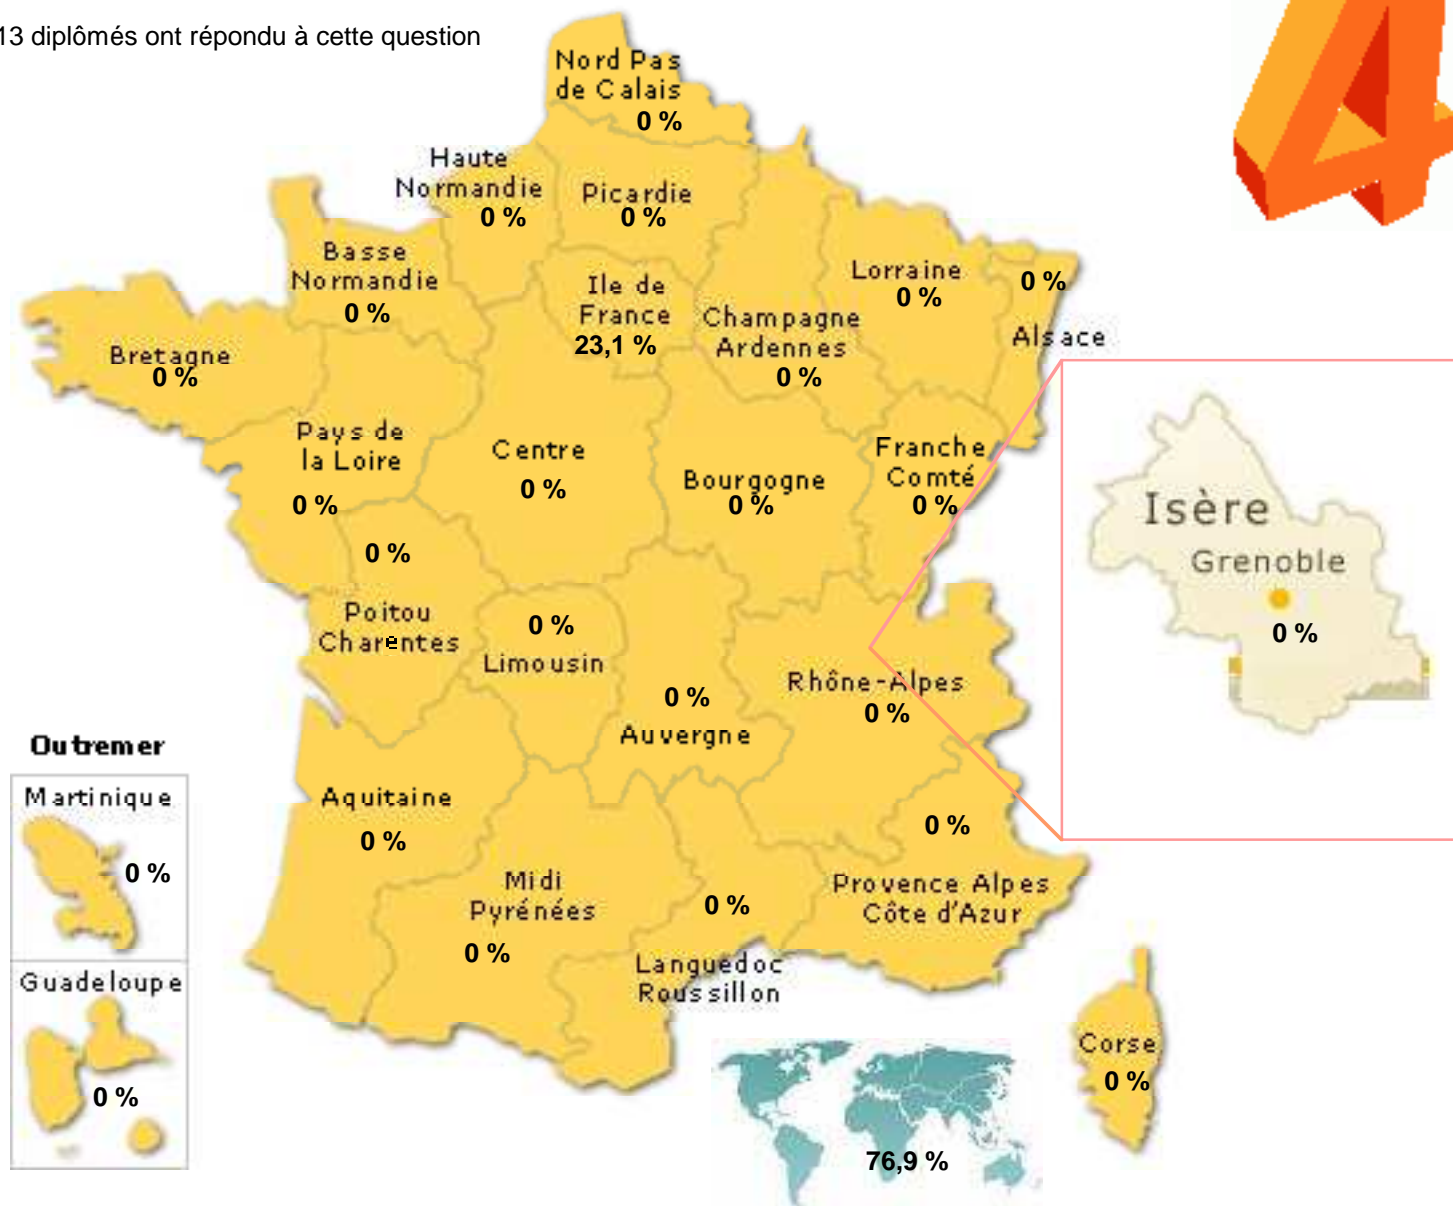 13 diplômés ont répondu à cette question
4
Nord Pas
de Calais
0 %
Haute
Normandie
0 %
Picardie
0 %
Basse
Normandie
0 %
Ile de
France
23,1 %
Champagne
Ardennes
0 %
Lorraine
0 %
0 %
Alsace
Bretagne
0 %
Pays de
la Loire
0 %
Centre
0 %
Bourgogne
0 %
Franche
Comté
0 %
Isère
Grenoble
0 %
0 %
Poitou
Charentes
0 %
Limousin
0 %
Auvergne
Rhône-Alpes
0 %
Outremer
Martinique
0 %
Guadeloupe
0 %
Aquitaine
0 %
Midi
Pyrénées
0 %
0 %
Languedoc
Roussillon
0 %
Provence Alpes
Côte d'Azur
Corse
0 %
76,9 %